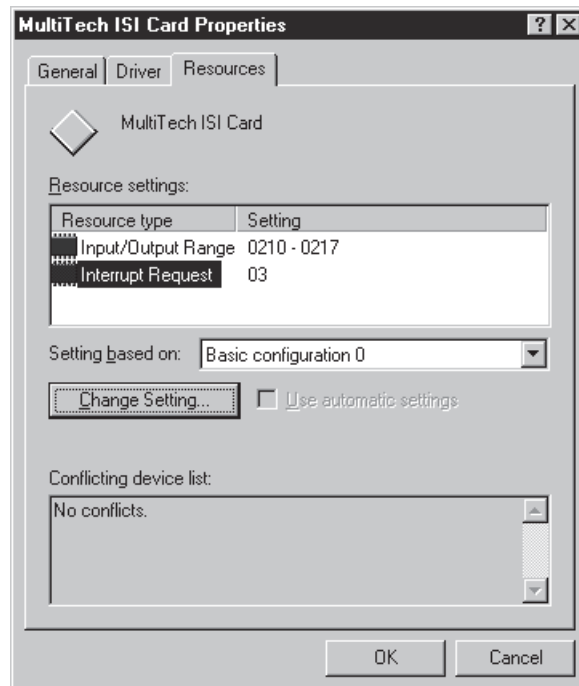 MultiTech ISI Card Properties ? X
General Driver Resources
MultiTech ISI Card
Resource settings:
Resource type Setting
Input/Output Range 0210 - 0217
Interrupt Request 03
Setting based on: Basic configuration 0
Change Setting... Use automatic settings
Conflicting device list:
No conflicts.
OK Cancel